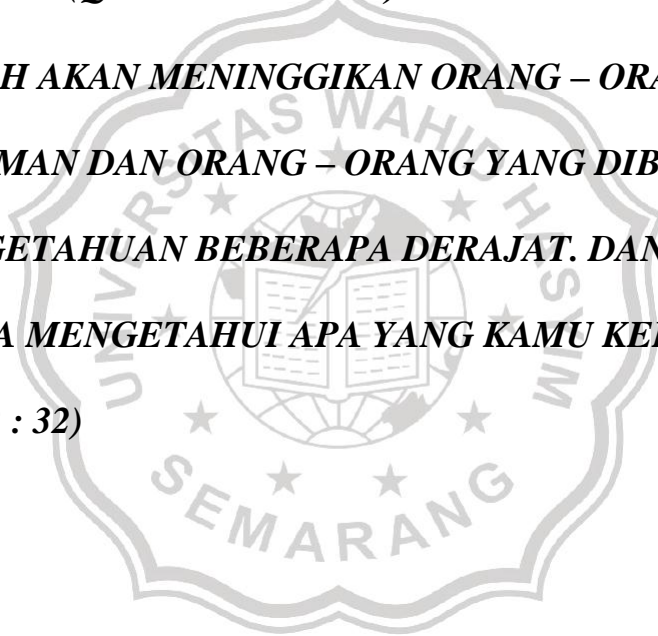 (Q
H AKAN MENINGGIKAN ORANG – ORA
MAN DAN ORANG – ORANG YANG DIB
GETAHUAN BEBERAPA DERAJAT. DAN
A MENGETAHUI APA YANG KAMU KE
: 32)
UNIVERSITAS WAHID HASYIM
SEMARANG